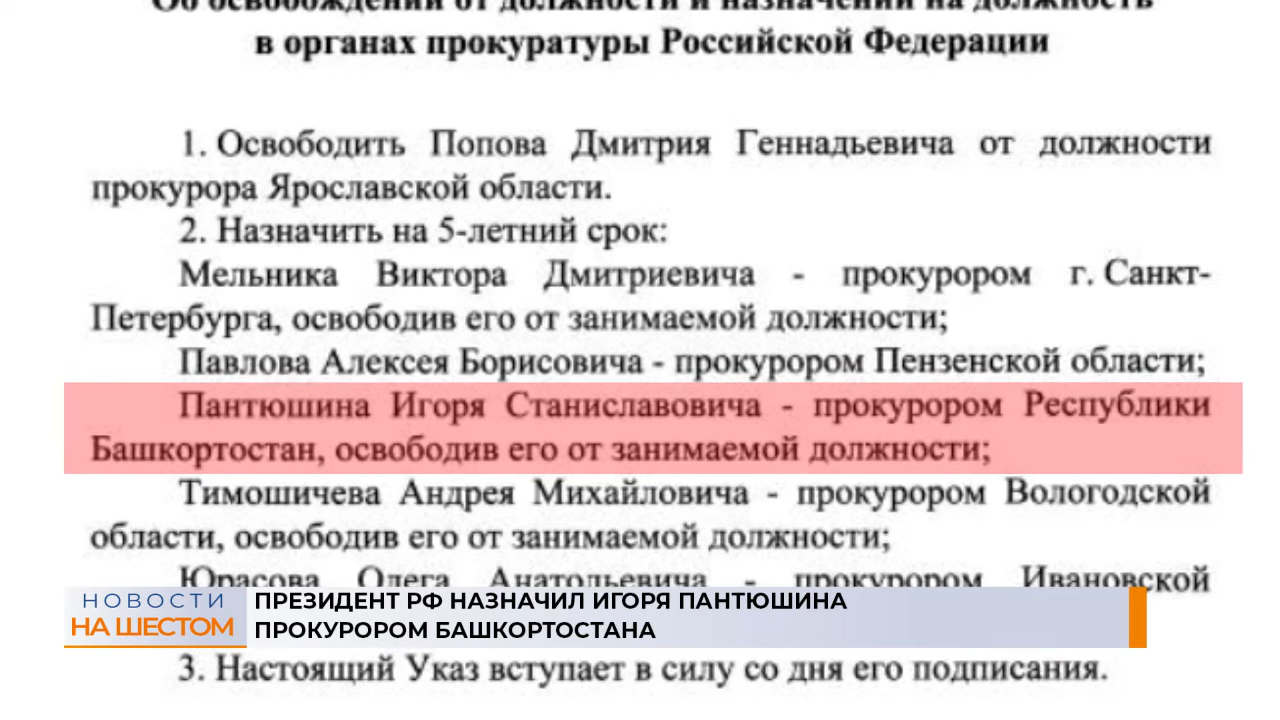 Об освобождении от должности и назначении на должность
в органах прокуратуры Российской Федерации
1. Освободить Попова Дмитрия Геннадьевича от должности
прокурора Ярославской области.
2. Назначить на 5-летний срок:
Мельника Виктора Дмитриевича - прокурором г. Санкт-
Петербурга, освободив его от занимаемой должности;
Павлова Алексея Борисовича - прокурором Пензенской области;
Пантюшина Игоря Станиславовича - прокурором Республики
Башкортостан, освободив его от занимаемой должности;
Тимошичева Андрея Михайловича - прокурором Вологодской
области, освободив его от занимаемой должности;
Юрасова Олега Анатольевича - прокурором Ивановской
НОВОСТИ
НА ШЕСТОМ
ПРЕЗИДЕНТ РФ НАЗНАЧИЛ ИГОРЯ ПАНТЮШИНА
ПРОКУРОРОМ БАШКОРТОСТАНА
3. Настоящий Указ вступает в силу со дня его подписания.